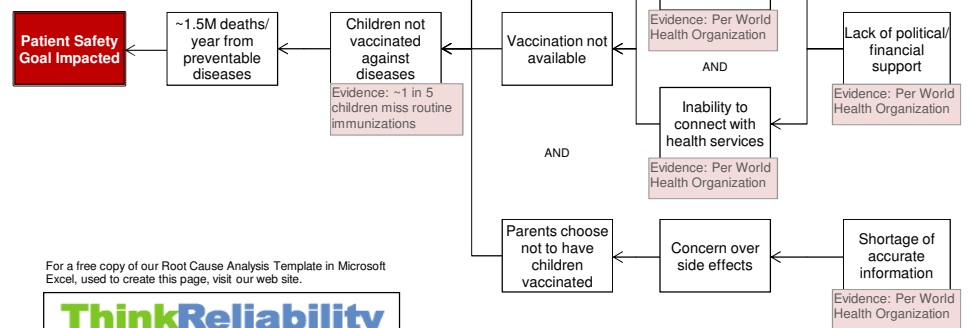 Patient Safety
Goal Impacted
~1.5M deaths/
year from
preventable
diseases
Children not
vaccinated
against
diseases
Evidence: ~1 in 5
children miss routine
immunizations
Vaccination not
available
Evidence: Per World
Health Organization
AND
Inability to
connect with
health services
Evidence: Per World
Health Organization
Lack of political/
financial
support
Evidence: Per World
Health Organization
AND
Parents choose
not to have
children
vaccinated
Concern over
side effects
Shortage of
accurate
information
Evidence: Per World
Health Organization
For a free copy of our Root Cause Analysis Template in Microsoft
Excel, used to create this page, visit our web site.
ThinkReliability